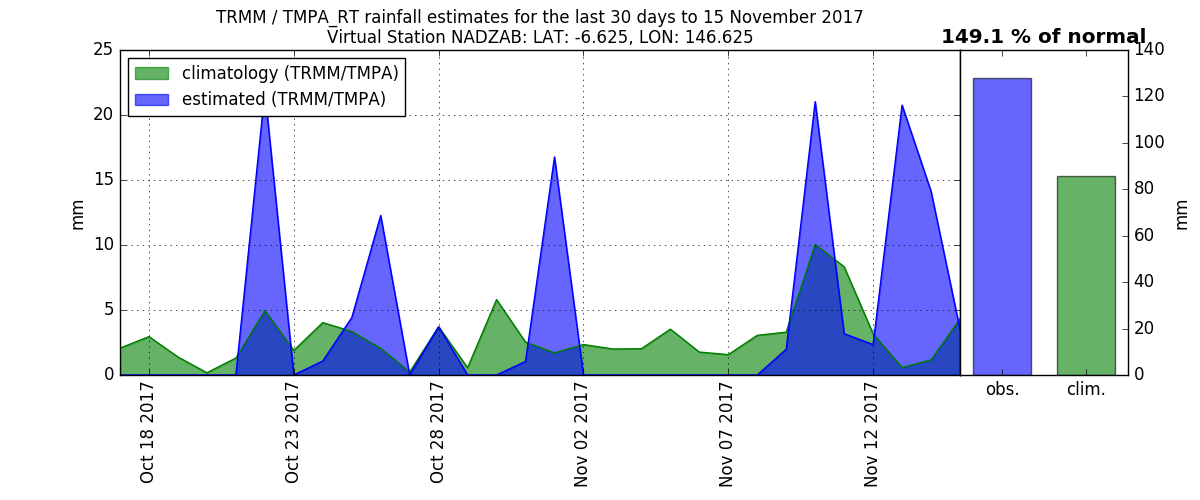 TRMM / TMPA_RT rainfall estimates for the last 30 days to 15 November 2017
Virtual Station NADZAB: LAT: -6.625, LON: 146.625
149.1 % of normal
climatology (TRMM/TMPA)
estimated (TRMM/TMPA)
25
20
15
10
5
0
mm
Oct 18 2017
Oct 23 2017
Oct 28 2017
Nov 02 2017
Nov 07 2017
Nov 12 2017
140
120
100
80
60
40
20
0
mm
obs.
clim.